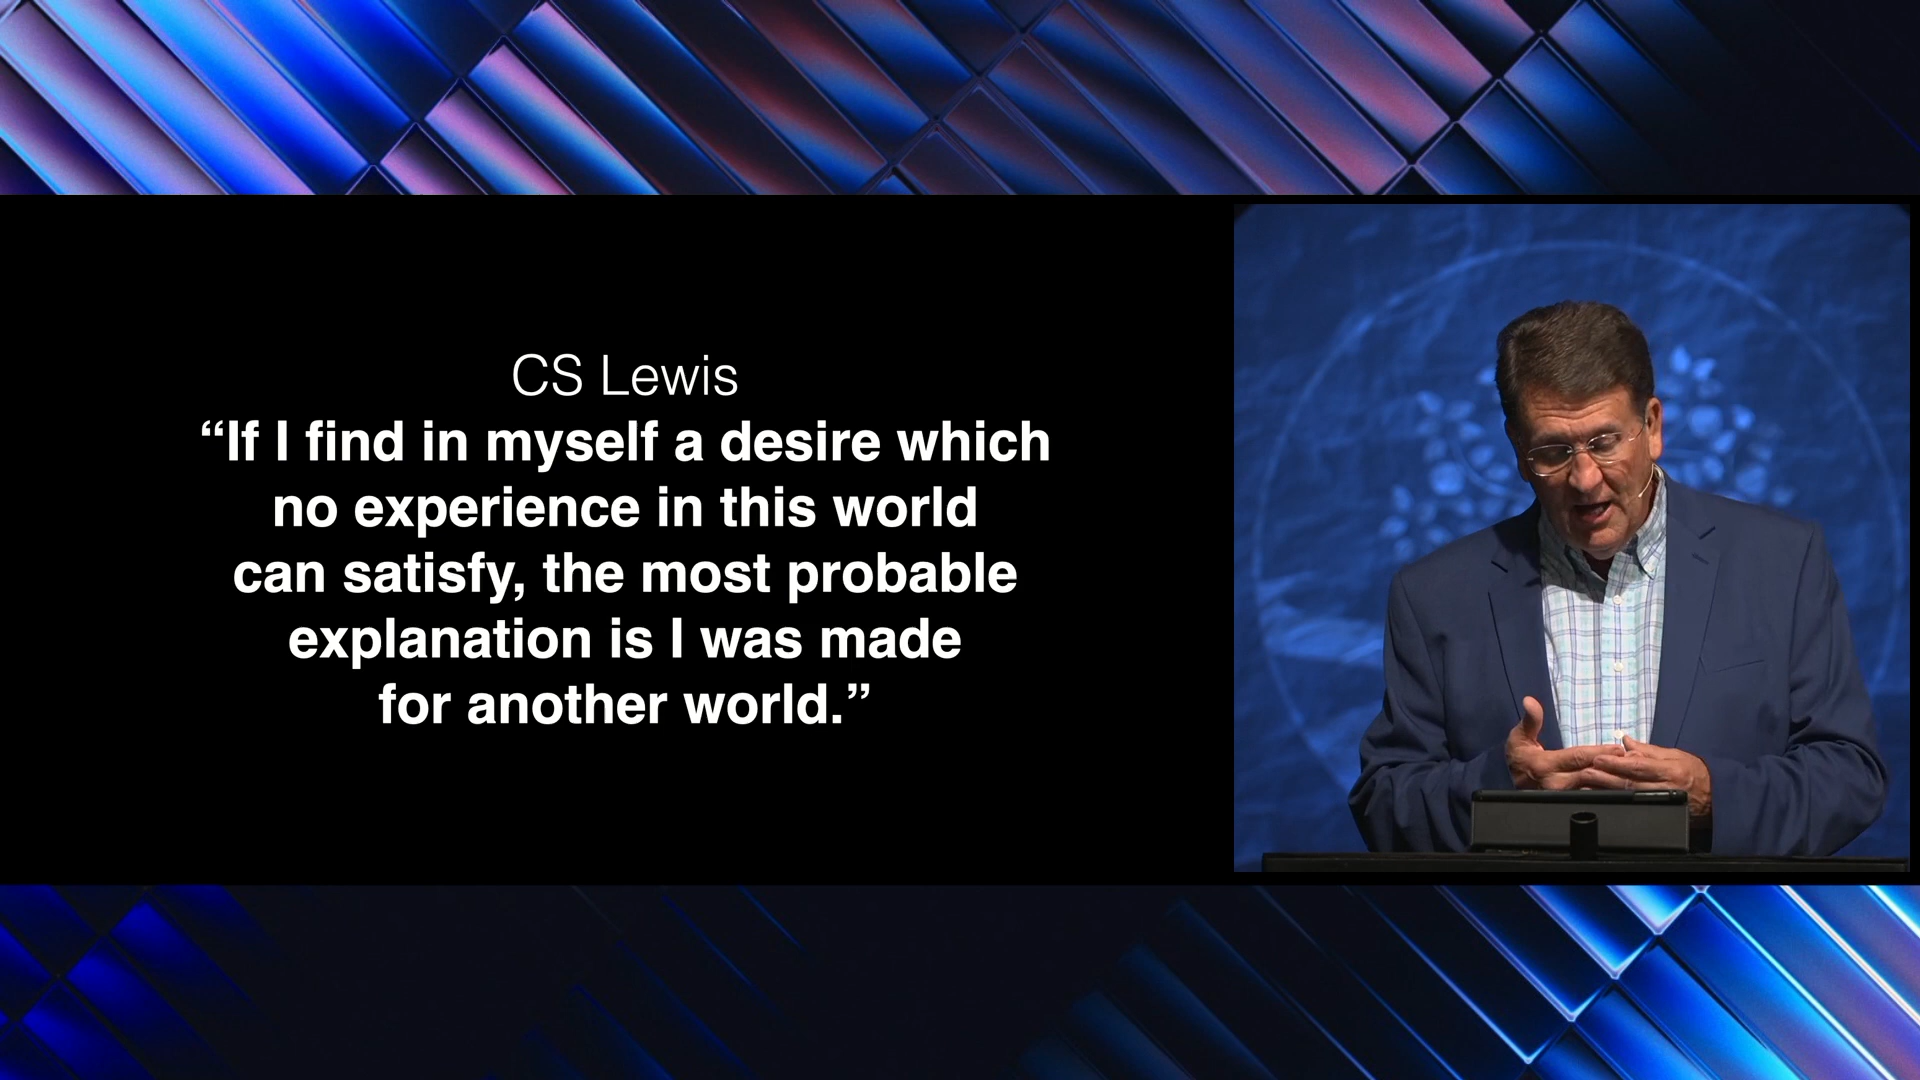 CS Lewis
“If I find in myself a desire which
no experience in this world
can satisfy, the most probable
explanation is I was made
for another world.”